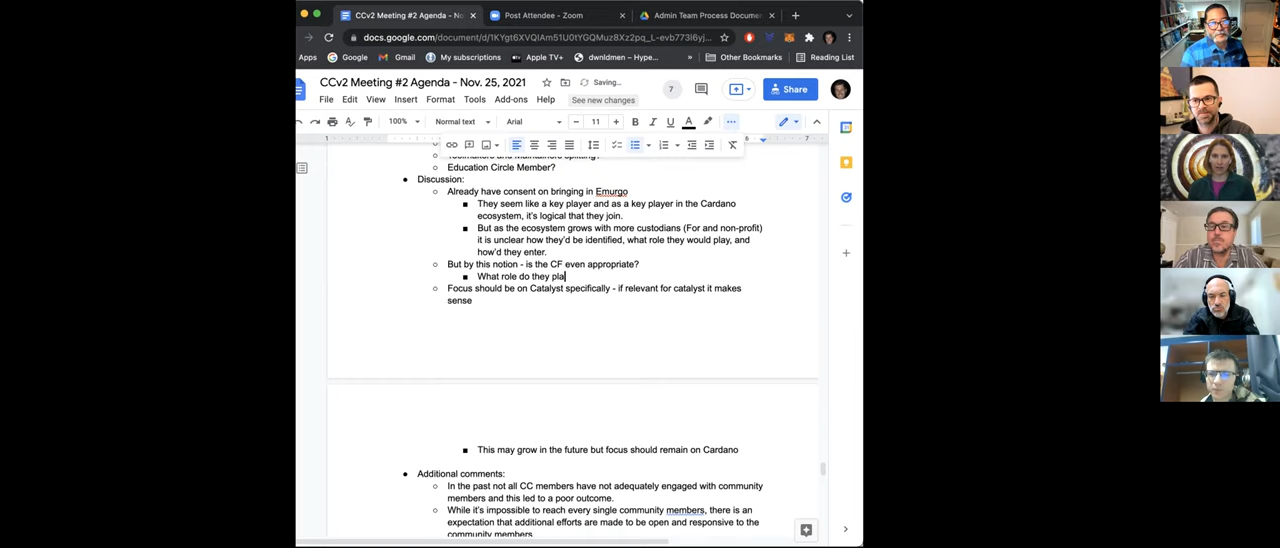 CCv2 Meeting #2 Agenda - No
Post Attendee - Zoom
Admin Team Process Documen
docs.google.com/document/d/1KYgt6XVQIAm51U0tYGQMuz8Xz2pq_L-evb773l6yj...
Apps
Google
Gmail
My subscriptions
Apple TV+
dwnldmen – Hype...
Other Bookmarks
Reading List
CCv2 Meeting #2 Agenda - Nov. 25, 2021
Saving...
7
Share
File Edit View Insert Format Tools Add-ons Help
See new changes
100%
Normal text
Arial
11
B I U A
1
6
7
Education Circle Member?
Discussion:
Already have consent on bringing in Emurgo
They seem like a key player and as a key player in the Cardano
ecosystem, it's logical that they join.
But as the ecosystem grows with more custodians (For and non-profit)
it is unclear how they'd be identified, what role they would play, and
how'd they enter.
But by this notion - is the CF even appropriate?
What role do they pla
Focus should be on Catalyst specifically - if relevant for catalyst it makes
sense
This may grow in the future but focus should remain on Cardano
Additional comments:
In the past not all CC members have not adequately engaged with community
members and this led to a poor outcome.
While it's impossible to reach every single community members, there is an
expectation that additional efforts are made to be open and responsive to the
community members